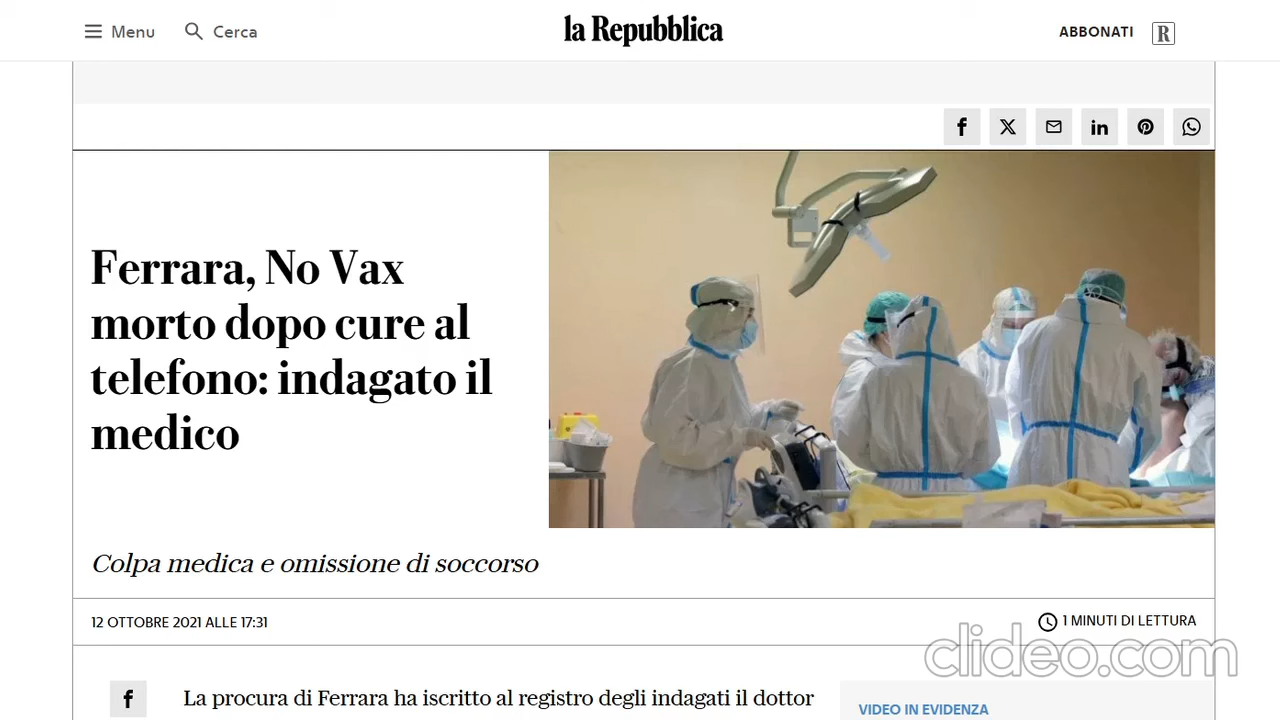 Menu
Cerca
la Repubblica
ABBONATI
R
Ferrara, No Vax
morto dopo cure al
telefono: indagato il
medico
Colpa medica e omissione di soccorso
12 OTTOBRE 2021 ALLE 17:31
1 MINUTI DI LETTURA
clideo.com
La procura di Ferrara ha iscritto al registro degli indagati il dottor
VIDEO IN EVIDENZA